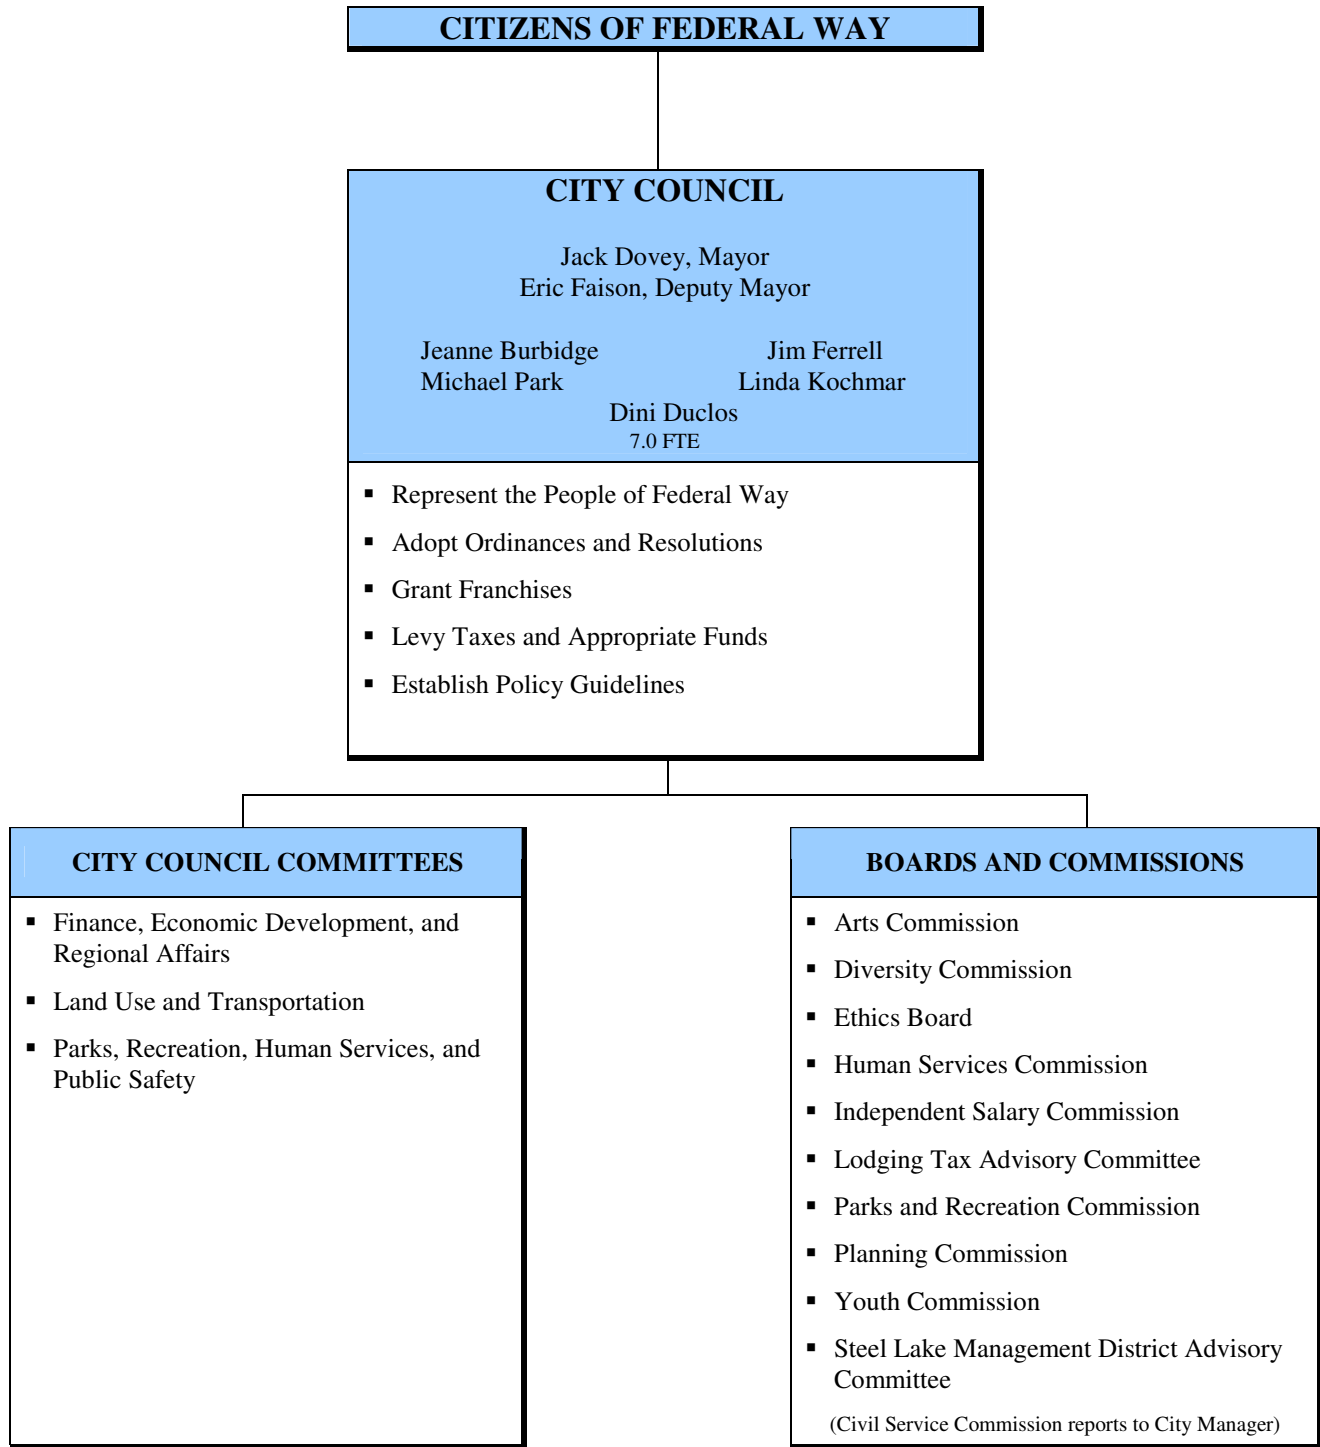 CITIZENS OF FEDERAL WAY
CITY COUNCIL
Jack Dovey, Mayor
Eric Faison, Deputy Mayor
Jeanne Burbidge Jim Ferrell
Michael Park Linda Kochmar
Dini Duclos
7.0 FTE
▪ Represent the People of Federal Way
▪ Adopt Ordinances and Resolutions
▪ Grant Franchises
▪ Levy Taxes and Appropriate Funds
▪ Establish Policy Guidelines
CITY COUNCIL COMMITTEES
▪ Finance, Economic Development, and
Regional Affairs
▪ Land Use and Transportation
▪ Parks, Recreation, Human Services, and
Public Safety
BOARDS AND COMMISSIONS
▪ Arts Commission
▪ Diversity Commission
▪ Ethics Board
▪ Human Services Commission
▪ Independent Salary Commission
▪ Lodging Tax Advisory Committee
▪ Parks and Recreation Commission
▪ Planning Commission
▪ Youth Commission
▪ Steel Lake Management District Advisory
Committee
(Civil Service Commission reports to City Manager)